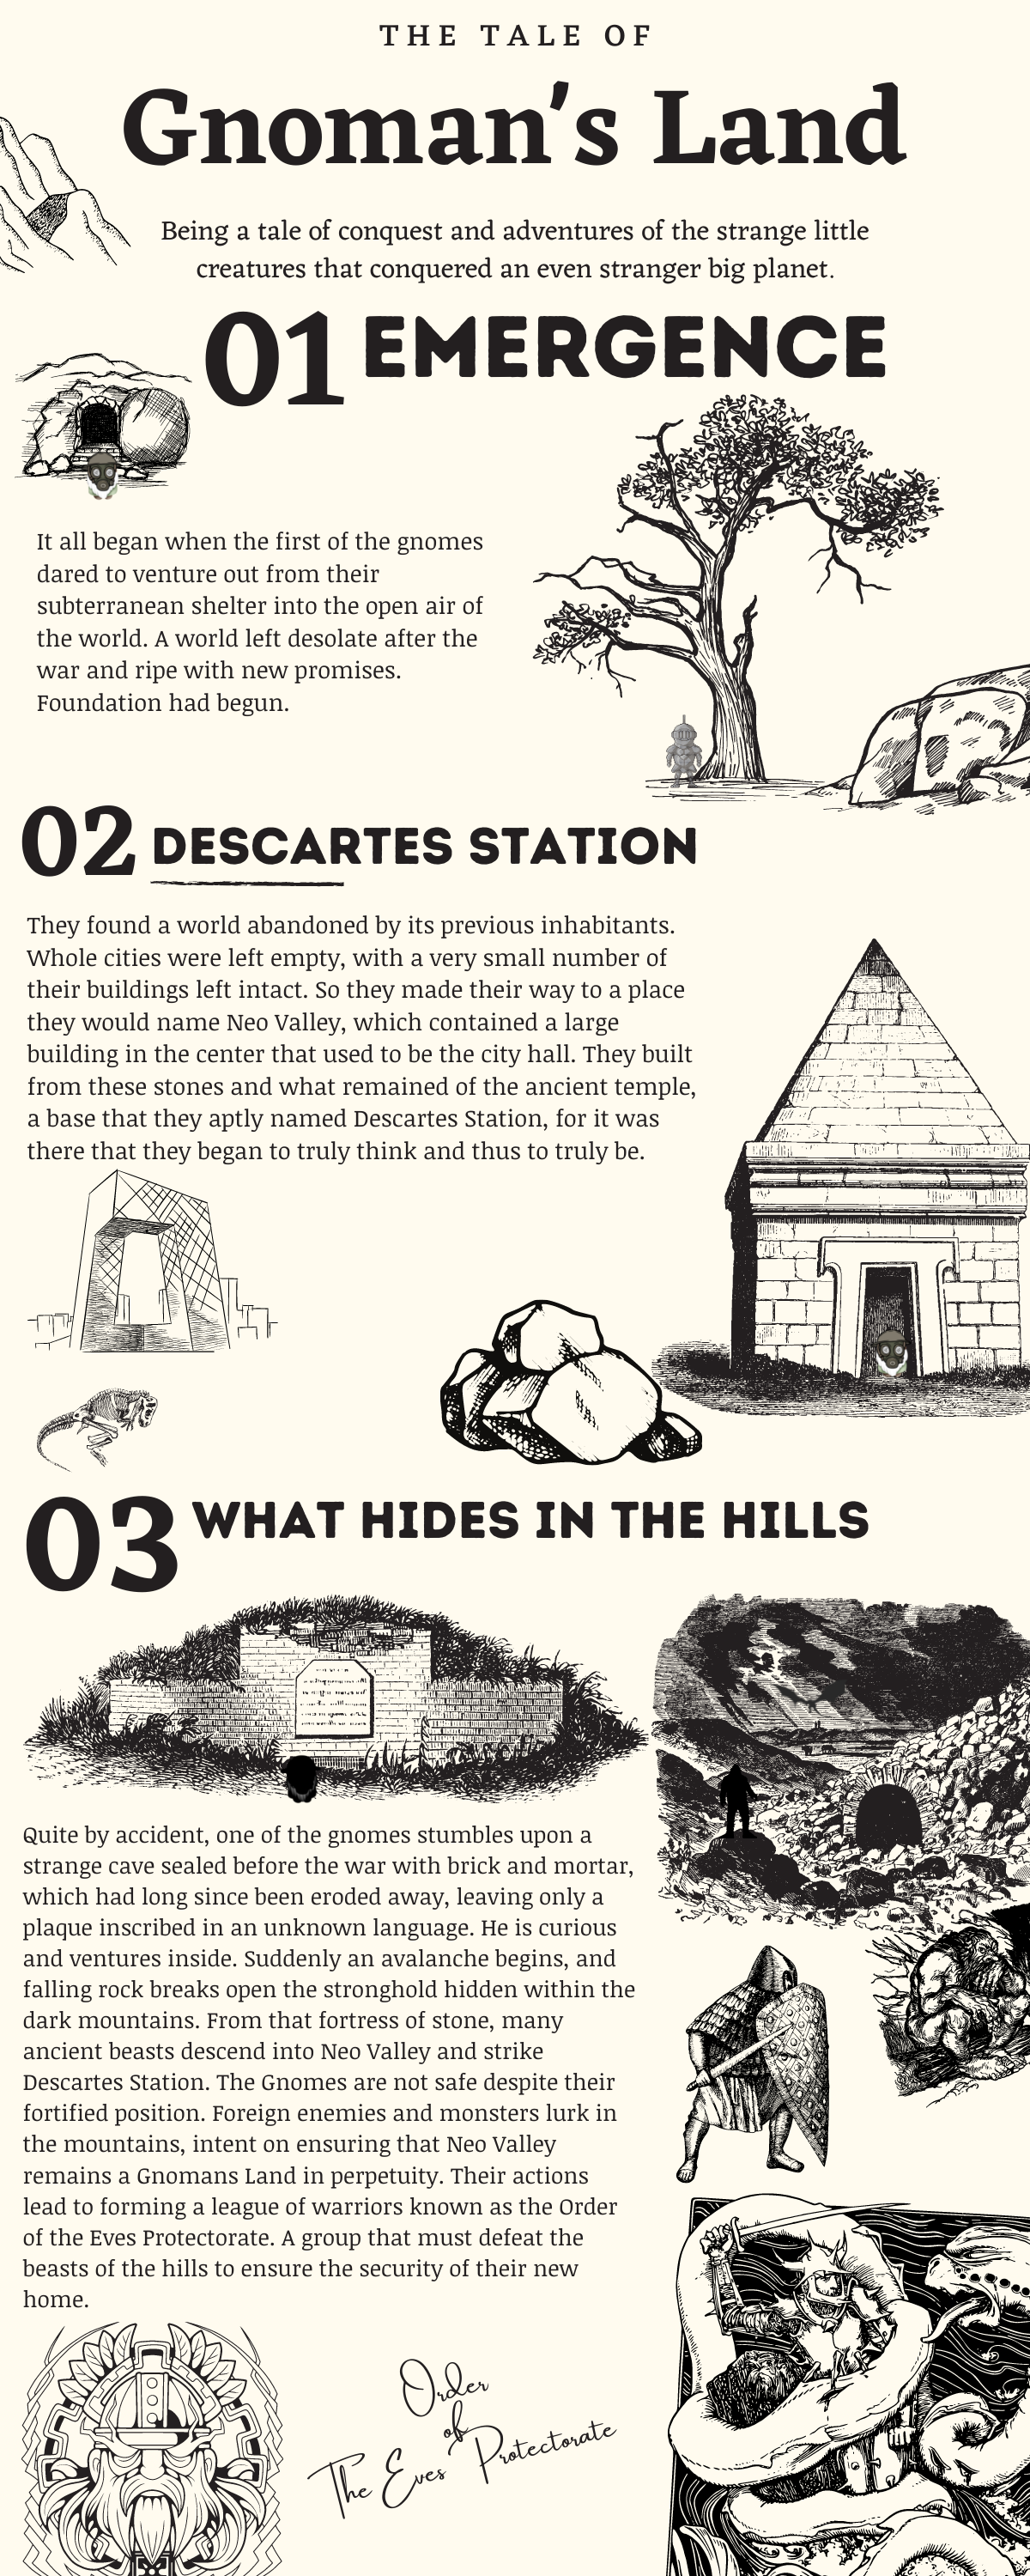 THE TALE OF
Gnoman's Land
Being a tale of conquest and adventures of the strange little
creatures that conquered an even stranger big planet.
01 EMERGENCE
It all began when the first of the gnomes
dared to venture out from their
subterranean shelter into the open air of
the world. A world left desolate after the
war and ripe with new promises.
Foundation had begun.
02 DESCARTES STATION
They found a world abandoned by its previous inhabitants.
Whole cities were left empty, with a very small number of
their buildings left intact. So they made their way to a place
they would name Neo Valley, which contained a large
building in the center that used to be the city hall. They built
from these stones and what remained of the ancient temple,
a base that they aptly named Descartes Station, for it was
there that they began to truly think and thus to truly be.
03 WHAT HIDES IN THE HILLS
Quite by accident, one of the gnomes stumbles upon a
strange cave sealed before the war with brick and mortar,
which had long since been eroded away, leaving only a
plaque inscribed in an unknown language. He is curious
and ventures inside. Suddenly an avalanche begins, and
falling rock breaks open the stronghold hidden within the
dark mountains. From that fortress of stone, many
ancient beasts descend into Neo Valley and strike
Descartes Station. The Gnomes are not safe despite their
fortified position. Foreign enemies and monsters lurk in
the mountains, intent on ensuring that Neo Valley
remains a Gnomans Land in perpetuity. Their actions
lead to forming a league of warriors known as the Order
of the Eves Protectorate. A group that must defeat the
beasts of the hills to ensure the security of their new
home.
Order
of
The Eves Protectorate